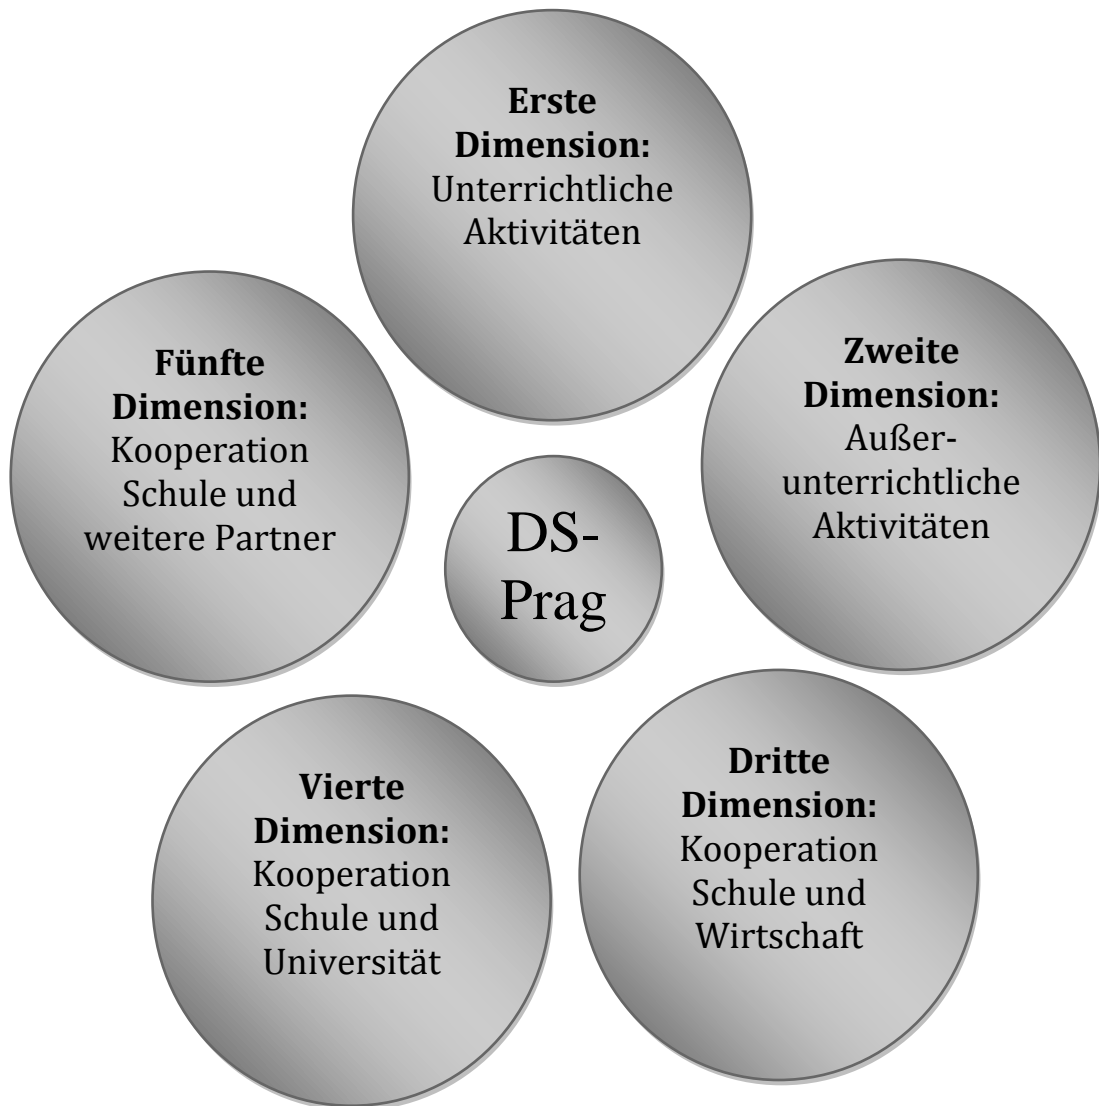 Erste
Dimension:
Unterrichtliche
Aktivitäten
Zweite
Dimension:
Außer-
unterrichtliche
Aktivitäten
Fünfte
Dimension:
Kooperation
Schule und
weitere Partner
DS-
Prag
Dritte
Dimension:
Kooperation
Schule und
Wirtschaft
Vierte
Dimension:
Kooperation
Schule und
Universität